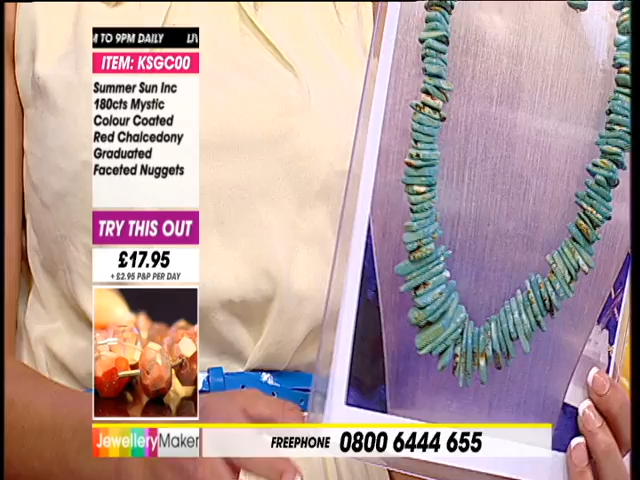 M TO 9PM DAILY LIV
ITEM: KSGC00
Summer Sun Inc
180cts Mystic
Colour Coated
Red Chalcedony
Graduated
Faceted Nuggets
TRY THIS OUT
£17.95
+ £2.95 P&P PER DAY
JewelleryMaker
FREEPHONE 0800 6444 655